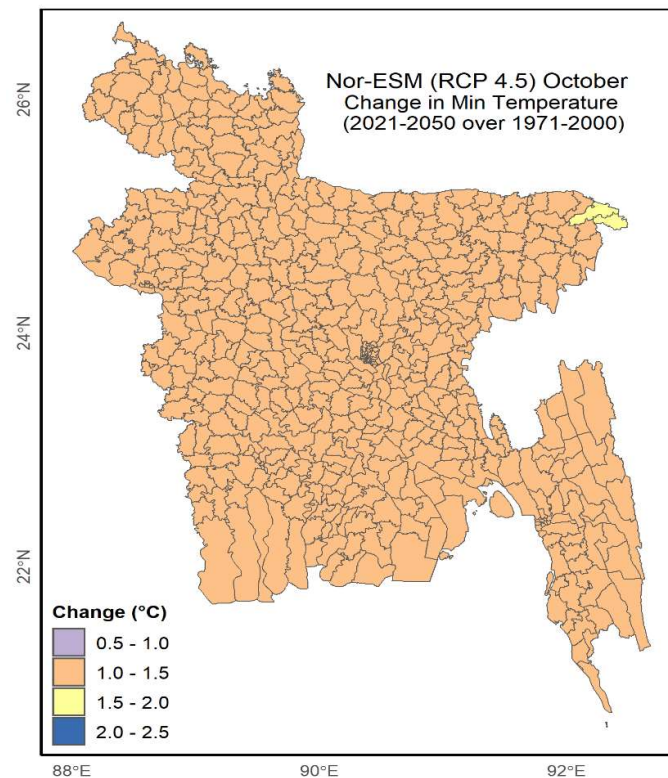 Nor-ESM (RCP 4.5) October
Change in Min Temperature
(2021-2050 over 1971-2000)
26°N
24°N
22°N
Change (°C)
0.5 - 1.0
1.0 - 1.5
1.5 - 2.0
2.0 - 2.5
88°E
90°E
92°E